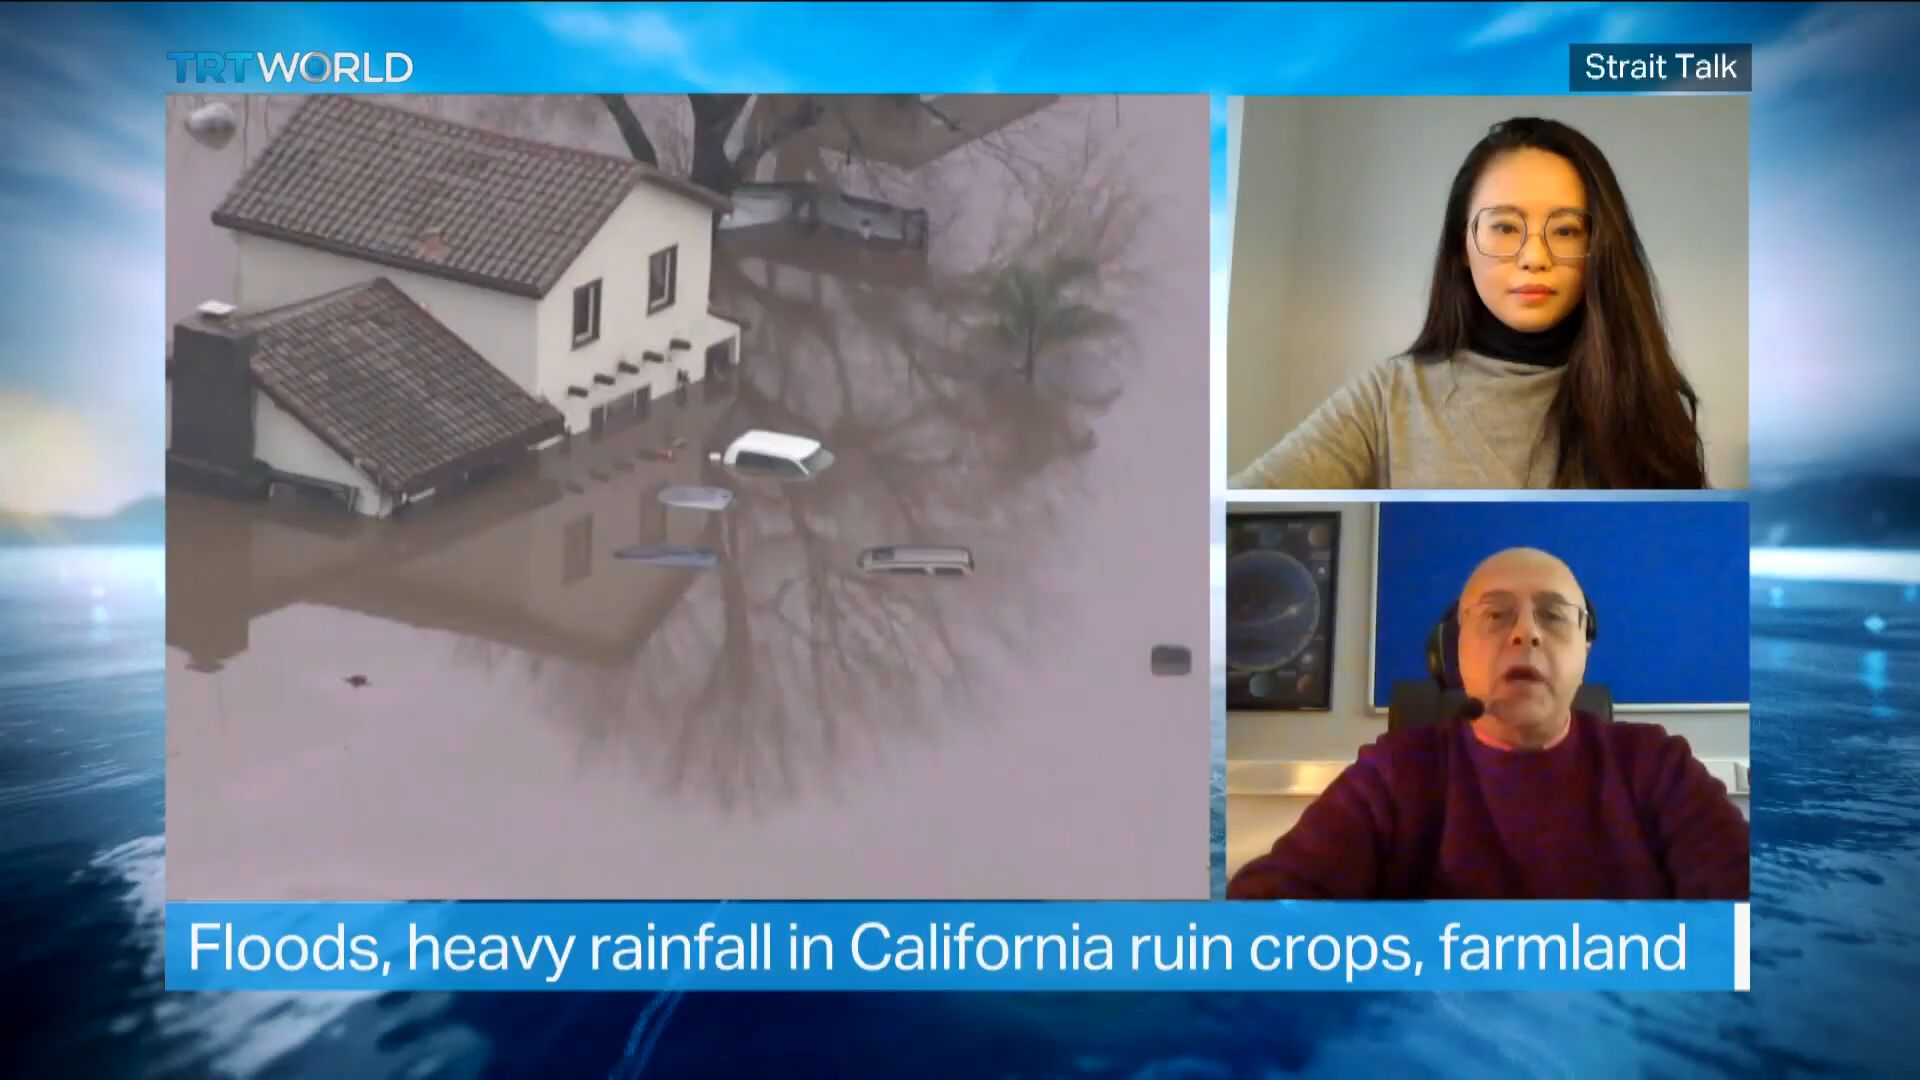 TRT WORLD
Strait Talk
Floods, heavy rainfall in California ruin crops, farmland